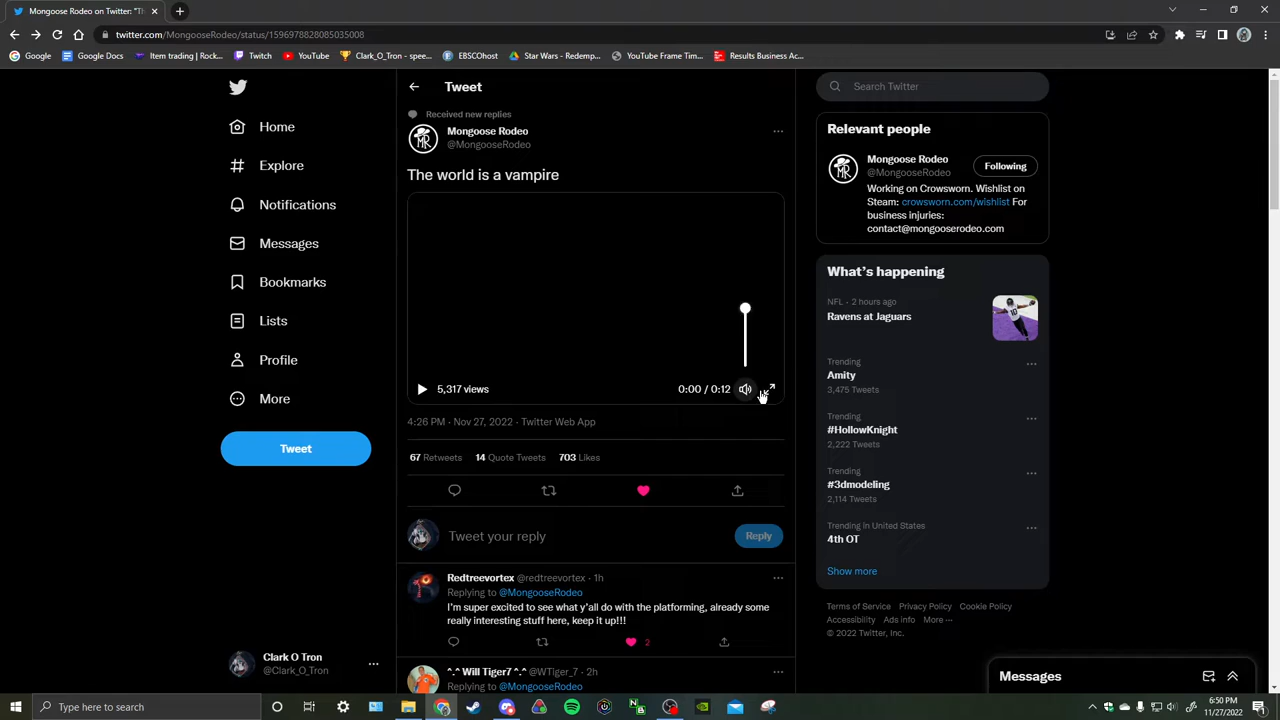 Mongoose Rodeo on Twitter: "Th
twitter.com/MongooseRodeo/status/1596978828085035008
Google
Google Docs
Item trading | Rock...
Twitch
YouTube
Clark_O_Tron - spee...
EBSCOhost
Stars War - Redemp...
YouTube Frame Tim...
Results Business Ac...
Tweet
Search Twitter
Received new replies
Mongoose Rodeo
@MongooseRodeo
The world is a vampire
Home
Explore
Notifications
Messages
Bookmarks
Lists
Profile
More
Tweet
5,317 views
0:00 / 0:12
4:26 PM · Nov 27, 2022 · Twitter Web App
67 Retweets 14 Quote Tweets 703 Likes
Tweet your reply
Reply
Redtreevortex @redtreevortex · 1h
Replying to @MongooseRodeo
I'm super excited to see what y'all do with the platforming, already some
really interesting stuff here, keep it up!!!
2
^.^ Will Tiger7 ^.^ @WTiger_7 · 2h
Replying to @MongooseRodeo
Relevant people
Mongoose Rodeo
@MongooseRodeo
Following
Working on Crowsworn. Wishlist on
Steam: crowsworn.com/wishlist For
business injuries:
contact@mongooserodeo.com
What's happening
NFL · 2 hours ago
Ravens at Jaguars
Trending
Amity
3,475 Tweets
Trending
#HollowKnight
2,222 Tweets
Trending
#3dmodeling
2,114 Tweets
Trending in United States
4th OT
Show more
Terms of Service Privacy Policy Cookie Policy
Accessibility Ads info More ···
© 2022 Twitter, Inc.
Clark O Tron
@Clark_O_Tron
Messages
Type here to search
6:50 PM
11/27/2022